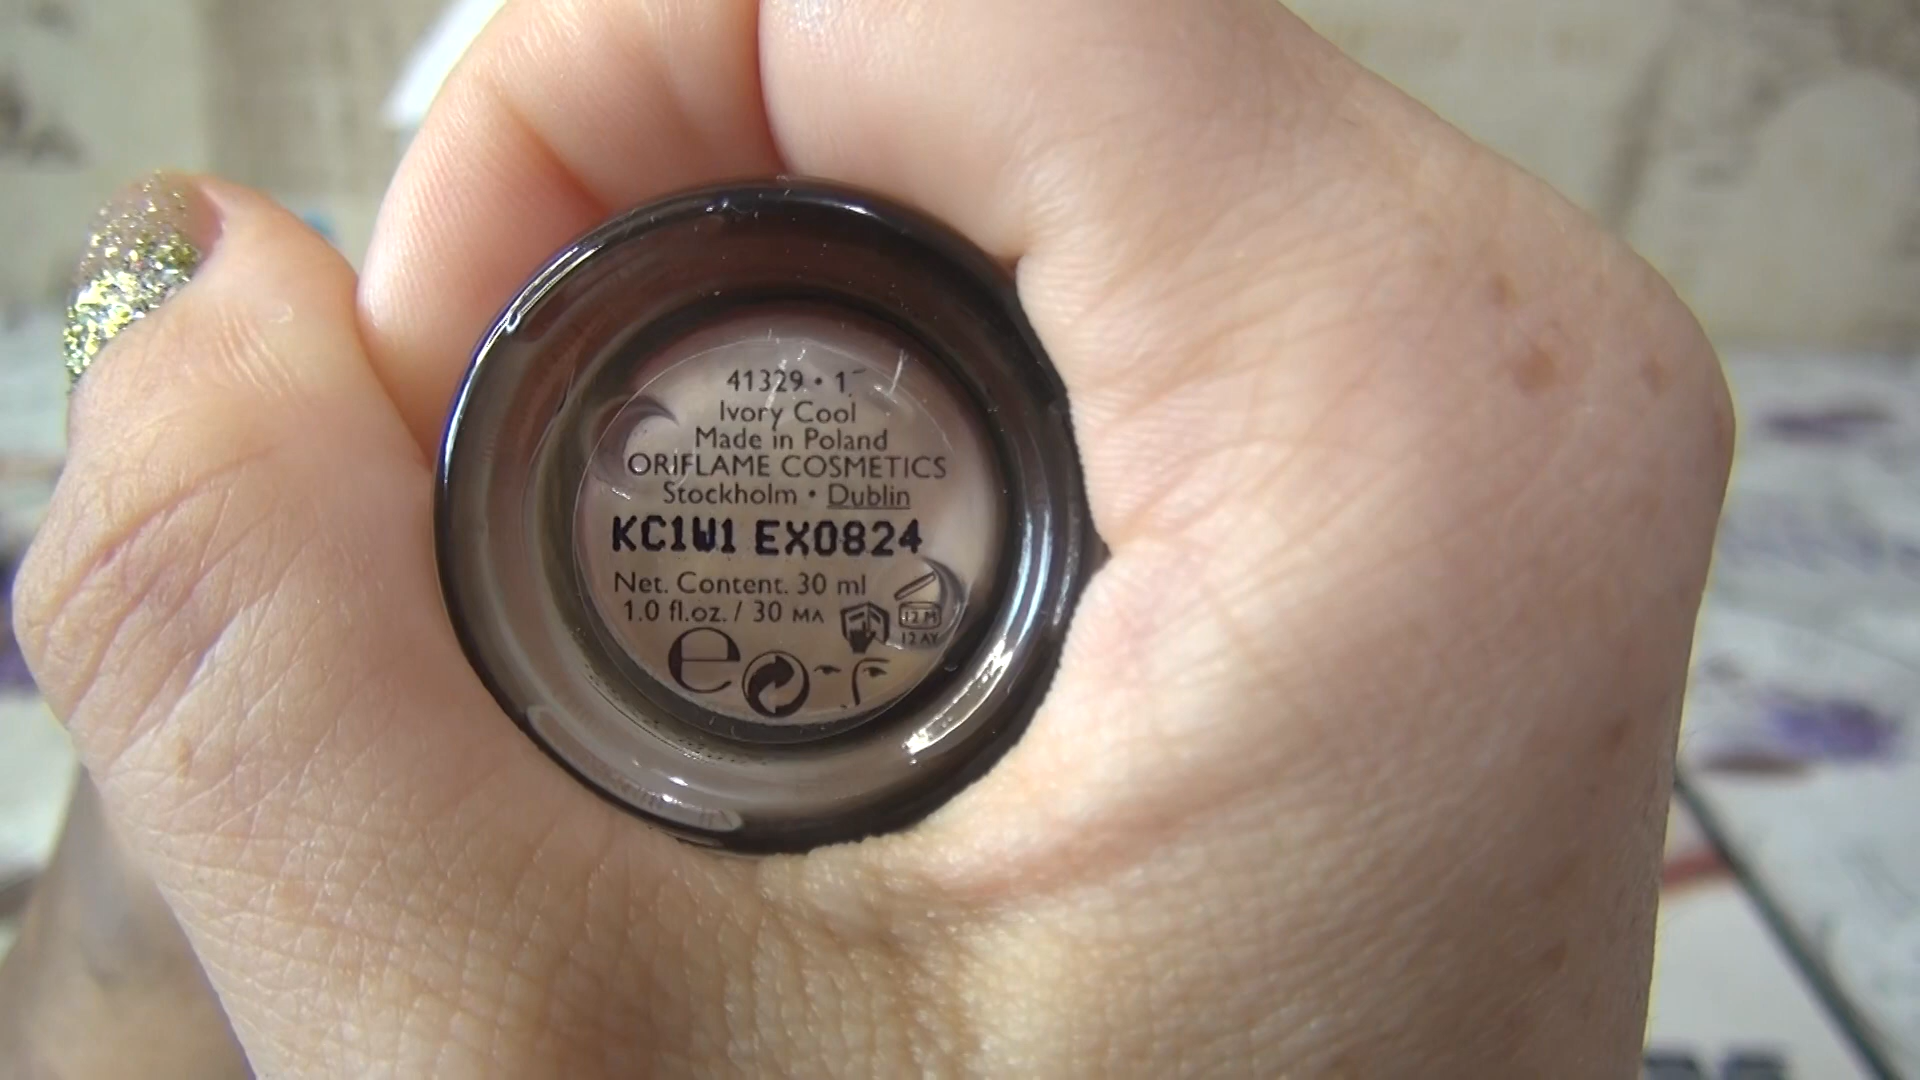 41329 • 1
Ivory Cool
Made in Poland
ORIFLAME COSMETICS
Stockholm • Dublin
KC1W1 EX0824
Net. Content. 30 ml
1.0 fl.oz. / 30 мл
12 M
12 AY
e